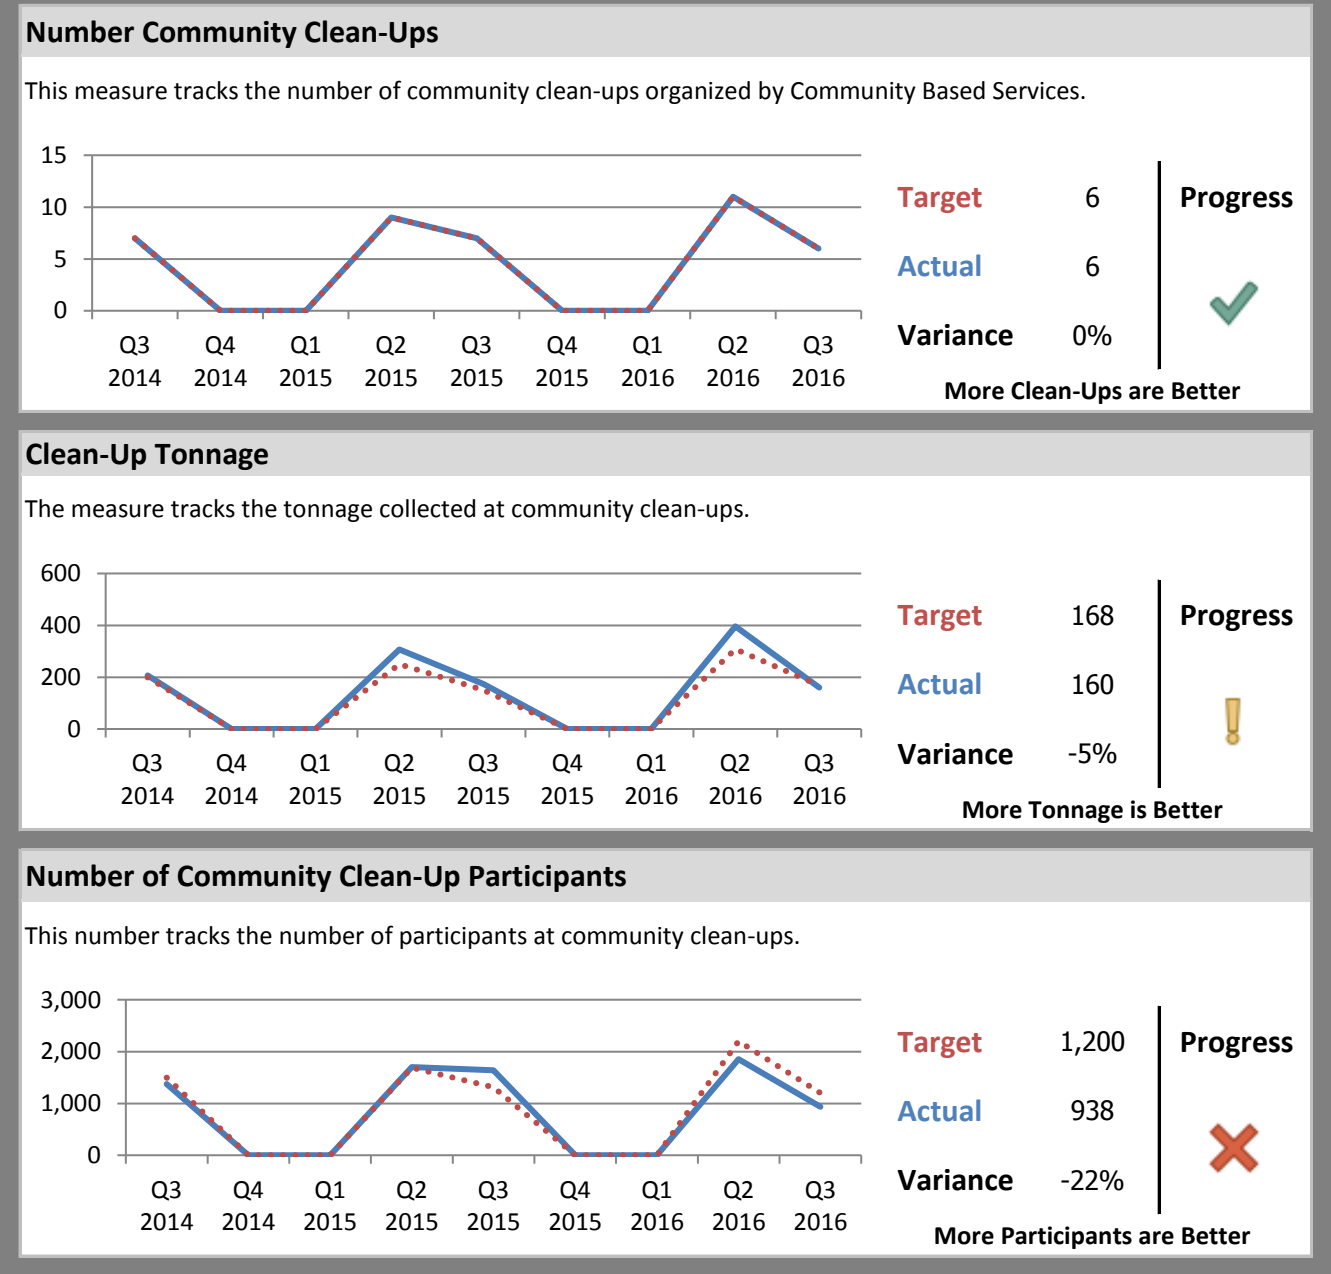 Number Community Clean-Ups
This measure tracks the number of community clean-ups organized by Community Based Services.
15
10
5
0
Q3 Q4 Q1 Q2 Q3 Q4 Q1 Q2 Q3
2014 2014 2015 2015 2015 2015 2016 2016 2016
Target 6
Actual 6
Variance 0%
Progress
More Clean-Ups are Better
Clean-Up Tonnage
The measure tracks the tonnage collected at community clean-ups.
600
400
200
0
Q3 Q4 Q1 Q2 Q3 Q4 Q1 Q2 Q3
2014 2014 2015 2015 2015 2015 2016 2016 2016
Target 168
Actual 160
Variance -5%
Progress
More Tonnage is Better
Number of Community Clean-Up Participants
This number tracks the number of participants at community clean-ups.
3,000
2,000
1,000
0
Q3 Q4 Q1 Q2 Q3 Q4 Q1 Q2 Q3
2014 2014 2015 2015 2015 2015 2016 2016 2016
Target 1,200
Actual 938
Variance -22%
Progress
More Participants are Better